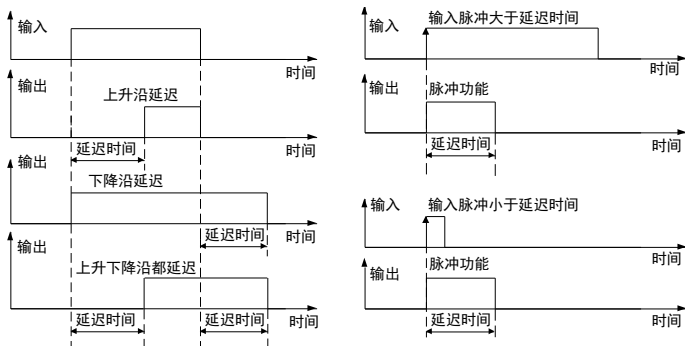 输入
时间
输出
上升沿延迟
延迟时间
时间
输出
下降沿延迟
延迟时间
时间
输出
上升下降沿都延迟
延迟时间
延迟时间
时间
输入脉冲大于延迟时间
输入
时间
输出
脉冲功能
延迟时间
时间
输入
输入脉冲小于延迟时间
时间
输出
脉冲功能
延迟时间
时间